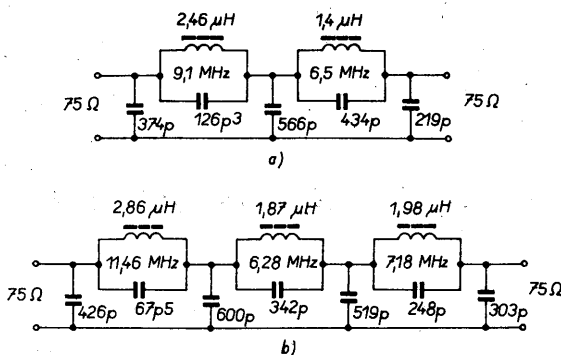 2,46 µH 1,4 µH
9,1 MHz 6,5 MHz
75 Ω 75 Ω
374p 126p3 566p 434p 219p
a)
2,86 µH 1,87 µH 1,98 µH
11,46 MHz 6,28 MHz 7,18 MHz
75 Ω 75 Ω
426p 67p5 600p 342p 519p 248p 303p
b)